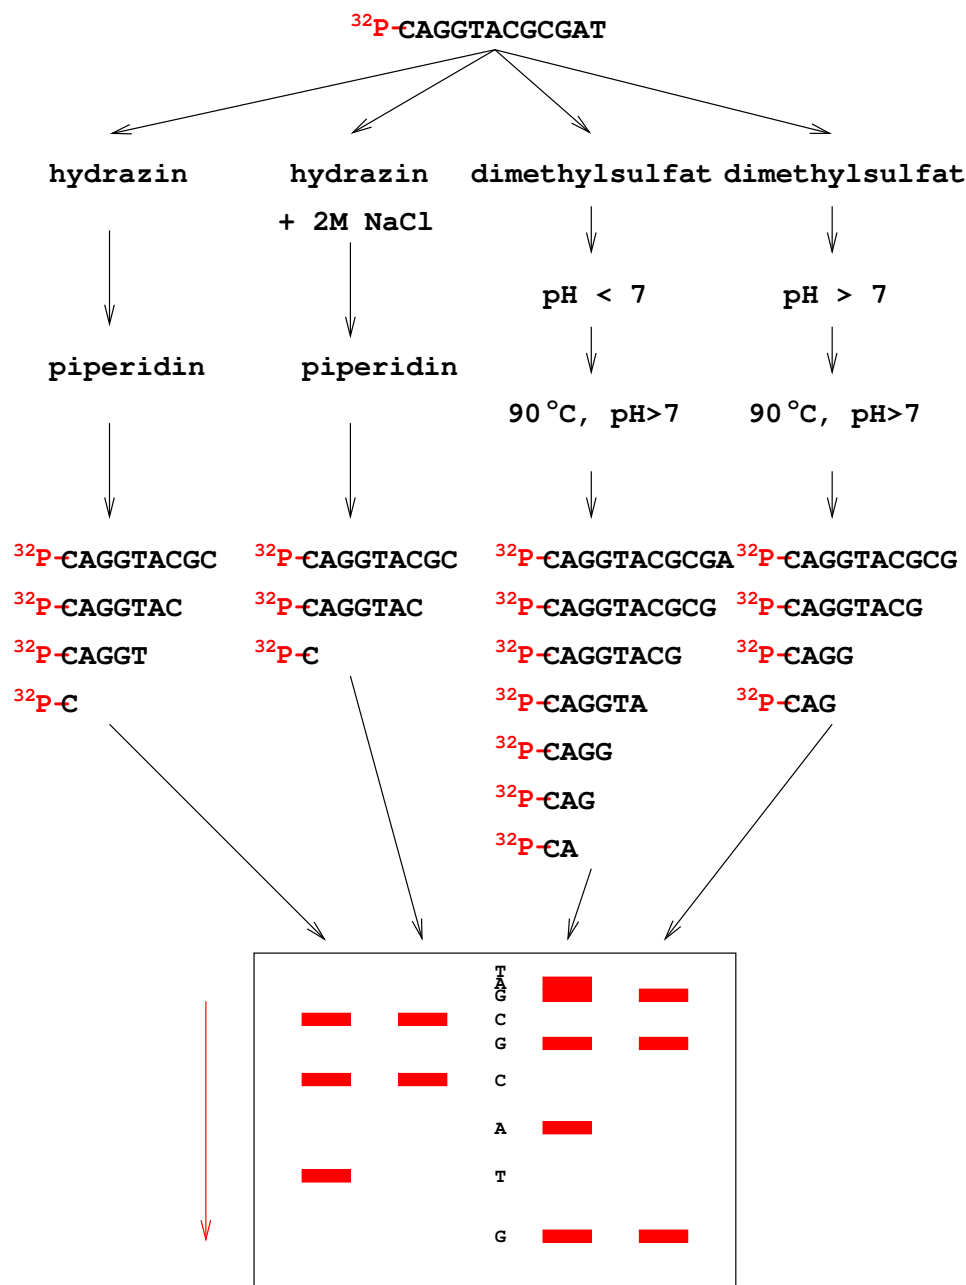 32P-CAGGTACGCGAT
hydrazin hydrazin dimethylsulfat dimethylsulfat
+ 2M NaCl
pH < 7 pH > 7
piperidin piperidin
90 °C, pH>7 90 °C, pH>7
32P-CAGGTACGC 32P-CAGGTACGC 32P-CAGGTACGCGA 32P-CAGGTACGCG
32P-CAGGTAC 32P-CAGGTAC 32P-CAGGTACGCG 32P-CAGGTACG
32P-CAGGT 32P-C 32P-CAGGTACG 32P-CAGG
32P-C 32P-CAGGTA 32P-CAG
32P-CAGG
32P-CAG
32P-CA
T
A
G
C
G
C
A
T
G